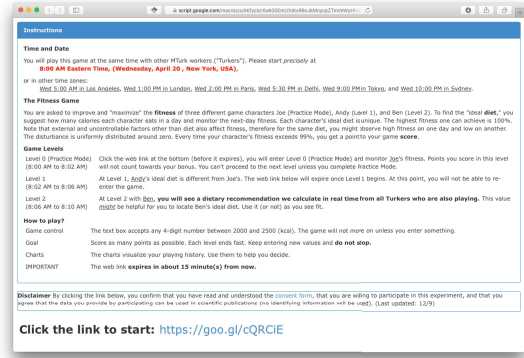 script.google.com/macros/s/
Instructions
Time and Date
You will play this game at the same time with other MTurk workers ("Turkers"). Please start precisely at
8:00 AM Eastern Time, (Wednesday, April 20, New York, USA),
or in other time zones:
Wed 5:00 AM in Los Angeles, Wed 1:00 PM in London, Wed 2:00 PM in Paris, Wed 5:30 PM in Delhi, Wed 9:00 PM in Tokyo, and Wed 10:00 PM in Sydney.
The Fitness Game
You are asked to improve and "maximize" the fitness of three different game characters Joe (Practice Mode), Andy (Level 1), and Ben (Level 2). To find the "ideal diet," you
suggest how many calories each character eats in a day and monitor the next-day fitness. Each character's ideal diet is unique. The highest fitness one can achieve is 100%.
Note that external and uncontrollable factors other than diet also affect fitness, therefore for the same diet, you might observe high fitness on one day and low on another.
The disturbance is uniformly distributed around zero. Every time your character's fitness exceeds 99%, you get a point to your game score.
Game Levels
Level 0 (Practice Mode) Click the web link at the bottom (before it expires), you will enter Level 0 (Practice Mode) and monitor Joe's fitness. Points you score in this level
(8:00 AM to 8:02 AM) will not count towards your bonus. You can't proceed to the next level unless you complete Practice Mode.
Level 1 At Level 1, Andy's ideal diet is different from Joe's. The web link below will expire once Level 1 begins. At this point, you will not be able to re-
(8:02 AM to 8:06 AM) enter the game.
Level 2 At Level 2 with Ben, you will see a dietary recommendation we calculate in real time from all Turkers who are also playing. This value
(8:06 AM to 8:10 AM) might be helpful for you to locate Ben's ideal diet. Use it (or not) as you see fit.
How to play?
Game control The text box accepts any 4-digit number between 2000 and 2500 (kcal). The game will not move on unless you enter something.
Goal Score as many points as possible. Each level ends fast. Keep entering new values and do not stop.
Charts The charts visualize your playing history. Use them to help you decide.
IMPORTANT The web link expires in about 15 minute(s) from now.
Disclaimer By clicking the link below, you confirm that you have read and understood the consent form, that you are willing to participate in this experiment, and that you
agree that the data you provide by participating can be used in scientific publications (no identifying information will be used). (Last updated: 12/9)
Click the link to start: https://goo.gl/cQRCiE